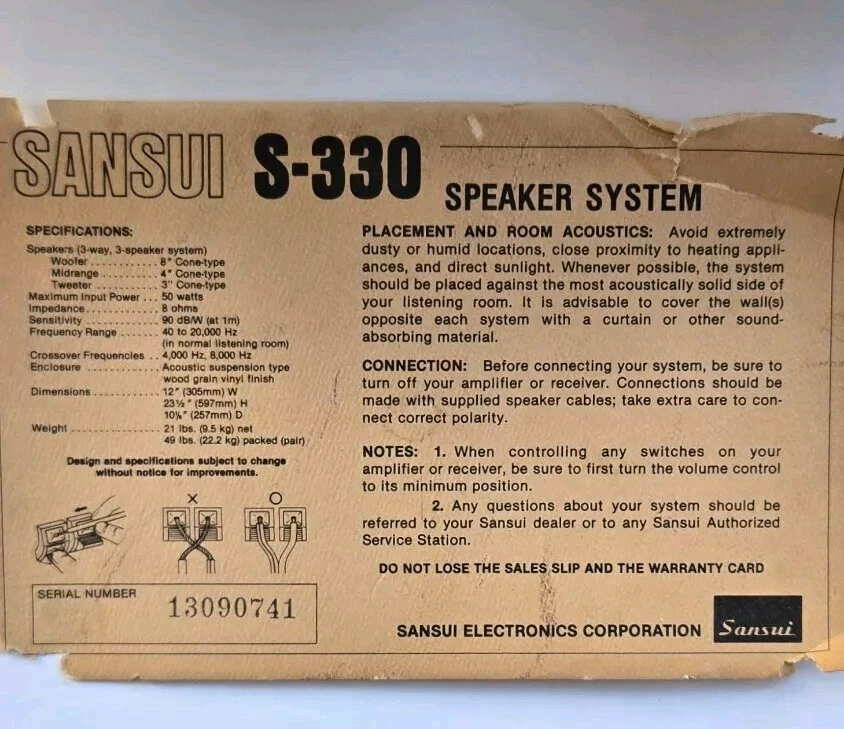 SANSUI S-330 SPEAKER SYSTEM
SPECIFICATIONS:
Speakers (3-way, 3-speaker system)
Woofer .......... 8" Cone-type
Midrange .......... 4" Cone-type
Tweeter .......... 3" Cone-type
Maximum Input Power ... 50 watts
Impedance .......... 8 ohms
Sensitivity .......... 90 dB/W (at 1m)
Frequency Range ....... 40 to 20,000 Hz
(in normal listening room)
Crossover Frequencies .. 4,000 Hz, 8,000 Hz
Enclosure .......... Acoustic suspension type
wood grain vinyl finish
Dimensions .......... 12" (305mm) W
23½" (597mm) H
10⅛" (257mm) D
Weight .......... 21 lbs. (9.5 kg) net
49 lbs. (22.2 kg) packed (pair)
Design and specifications subject to change
without notice for improvements.
X O
SERIAL NUMBER
13090741
PLACEMENT AND ROOM ACOUSTICS: Avoid extremely
dusty or humid locations, close proximity to heating appli-
ances, and direct sunlight. Whenever possible, the system
should be placed against the most acoustically solid side of
your listening room. It is advisable to cover the wall(s)
opposite each system with a curtain or other sound-
absorbing material.
CONNECTION: Before connecting your system, be sure to
turn off your amplifier or receiver. Connections should be
made with supplied speaker cables; take extra care to con-
nect correct polarity.
NOTES: 1. When controlling any switches on your
amplifier or receiver, be sure to first turn the volume control
to its minimum position.
2. Any questions about your system should be
referred to your Sansui dealer or to any Sansui Authorized
Service Station.
DO NOT LOSE THE SALES SLIP AND THE WARRANTY CARD
SANSUI ELECTRONICS CORPORATION Sansui